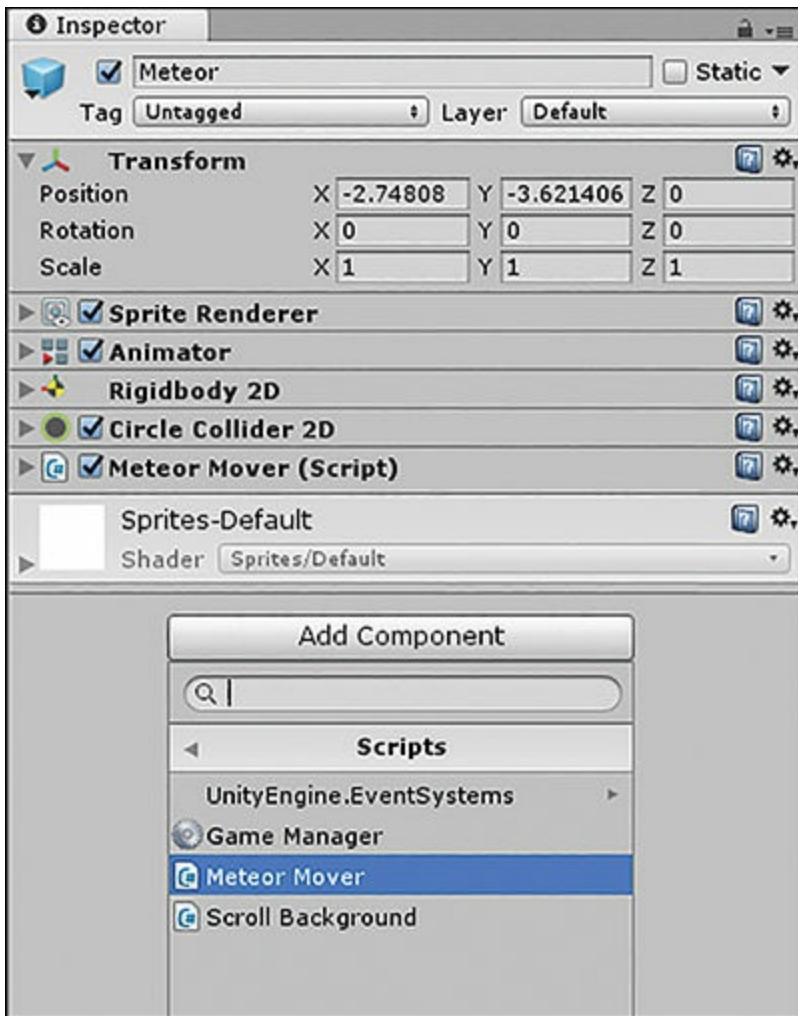 Inspector
Meteor Static
Tag Untagged Layer Default
Transform
Position X -2.74808 Y -3.621406 Z 0
Rotation X 0 Y 0 Z 0
Scale X 1 Y 1 Z 1
Sprite Renderer
Animator
Rigidbody 2D
Circle Collider 2D
Meteor Mover (Script)
Sprites-Default
Shader Sprites/Default
Add Component
Scripts
UnityEngine.EventSystems
Game Manager
Meteor Mover
Scroll Background